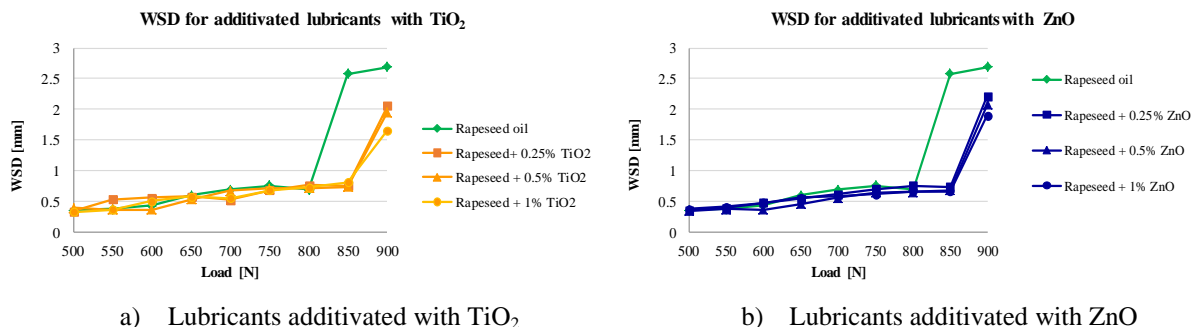 WSD for additivated lubricants with TiO2
3
2.5
2
1.5
1
0.5
0
WSD [mm]
500 550 600 650 700 750 800 850 900
Load [N]
Rapeseed oil
Rapeseed+ 0.25% TiO2
Rapeseed + 0.5% TiO2
Rapeseed + 1% TiO2
a) Lubricants additivated with TiO2
WSD for additivated lubricants with ZnO
3
2.5
2
1.5
1
0.5
0
WSD [mm]
500 550 600 650 700 750 800 850 900
Load [N]
Rapeseed oil
Rapeseed + 0.25% ZnO
Rapeseed + 0.5% ZnO
Rapeseed + 1% ZnO
b) Lubricants additivated with ZnO